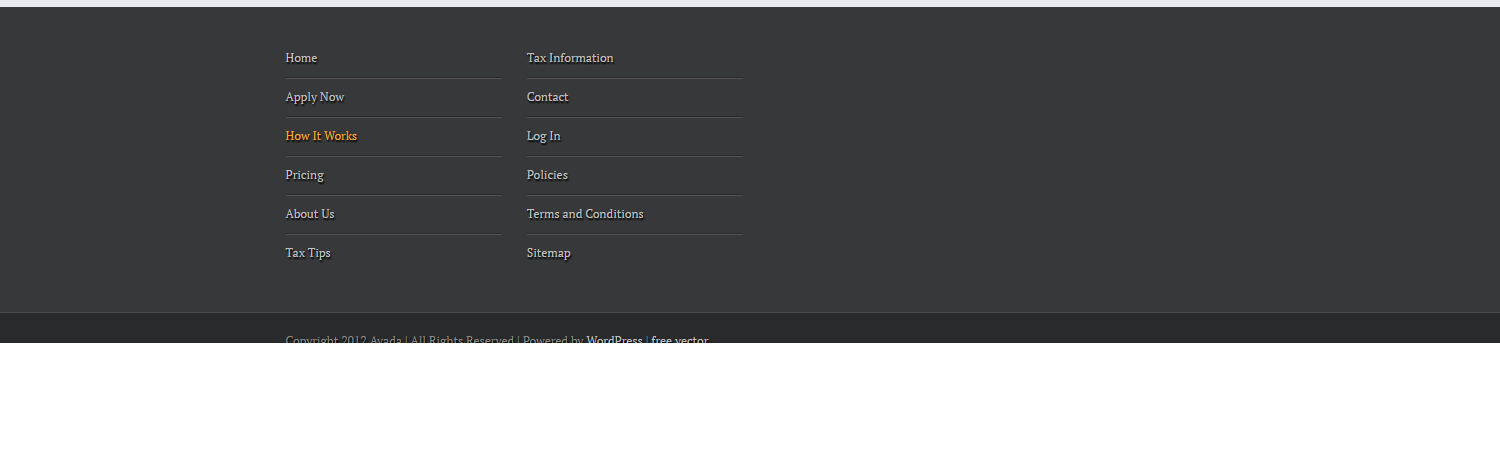 Home
Apply Now
How It Works
Pricing
About Us
Tax Tips
Tax Information
Contact
Log In
Policies
Terms and Conditions
Sitemap
Copyright 2012 Avada | All Rights Reserved | Powered by WordPress | free vector